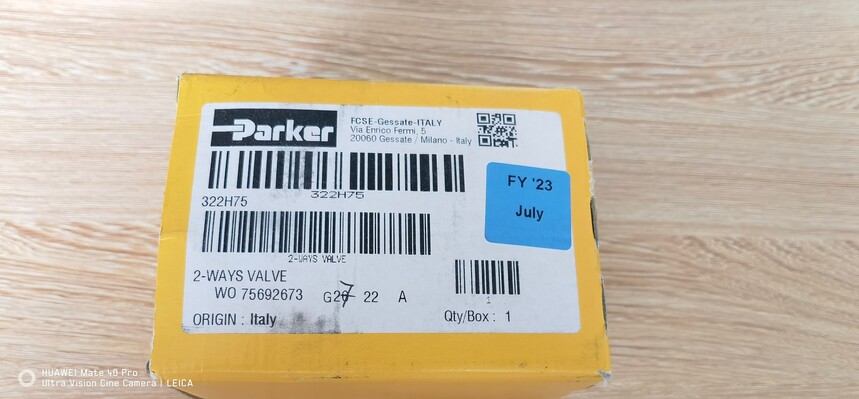 Parker
FCSE-Gessate-ITALY
Via Enrico Fermi, 5
20060 Gessate / Milano - Italy
322H75
322H75
FY '23
July
2-WAYS VALVE
2-WAYS VALVE
WO 75692673 G27 22 A
1
ORIGIN : Italy
Qty/Box : 1
HUAWEI Mate 40 Pro
Ultra Vision Cine Camera | LEICA